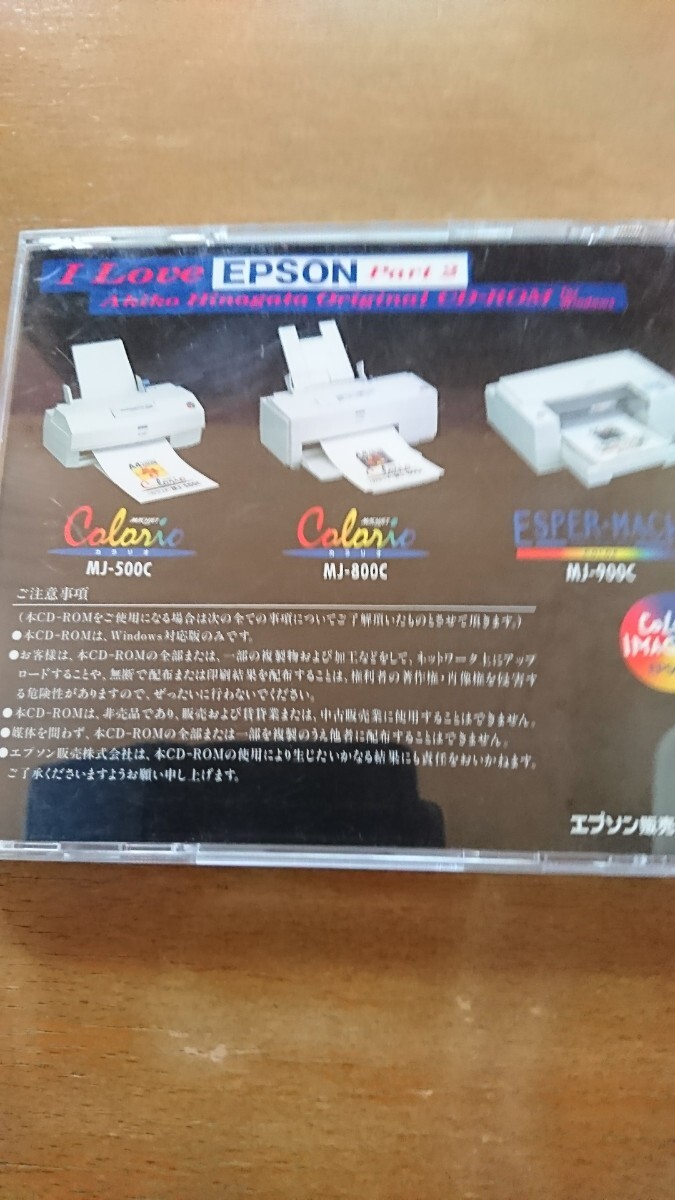 I Love EPSON Part 3
Akiko Hinagata Original CD-ROM for Windows
Colorio
カラリオ
MJ-500C
Colorio
カラリオ
MJ-800C
ESPER-MACH
MJ-900C
ご注意事項
(本CD-ROMをご使用になる場合は次の全ての事項についてご了解頂いたものとさせて頂きます。)
●本CD-ROMは、Windows対応版のみです。
●お客様は、本CD-ROMの全部または、一部の複製物および加工などをして、ネットワーク上にアップ
ロードすることや、無断で配布または印刷結果を配布することは、権利者の著作権・肖像権を侵害す
る危険性がありますので、ぜったいに行わないでください。
●本CD-ROMは、非売品であり、販売および賃貸業または、中古販売業に使用することはできません。
●媒体を問わず、本CD-ROMの全部または一部を複製のうえ他者に配布することはできません。
●エプソン販売株式会社は、本CD-ROMの使用により生じたいかなる結果にも責任をおいかねます。
ご了承くださいますようお願い申し上げます。
エプソン販売